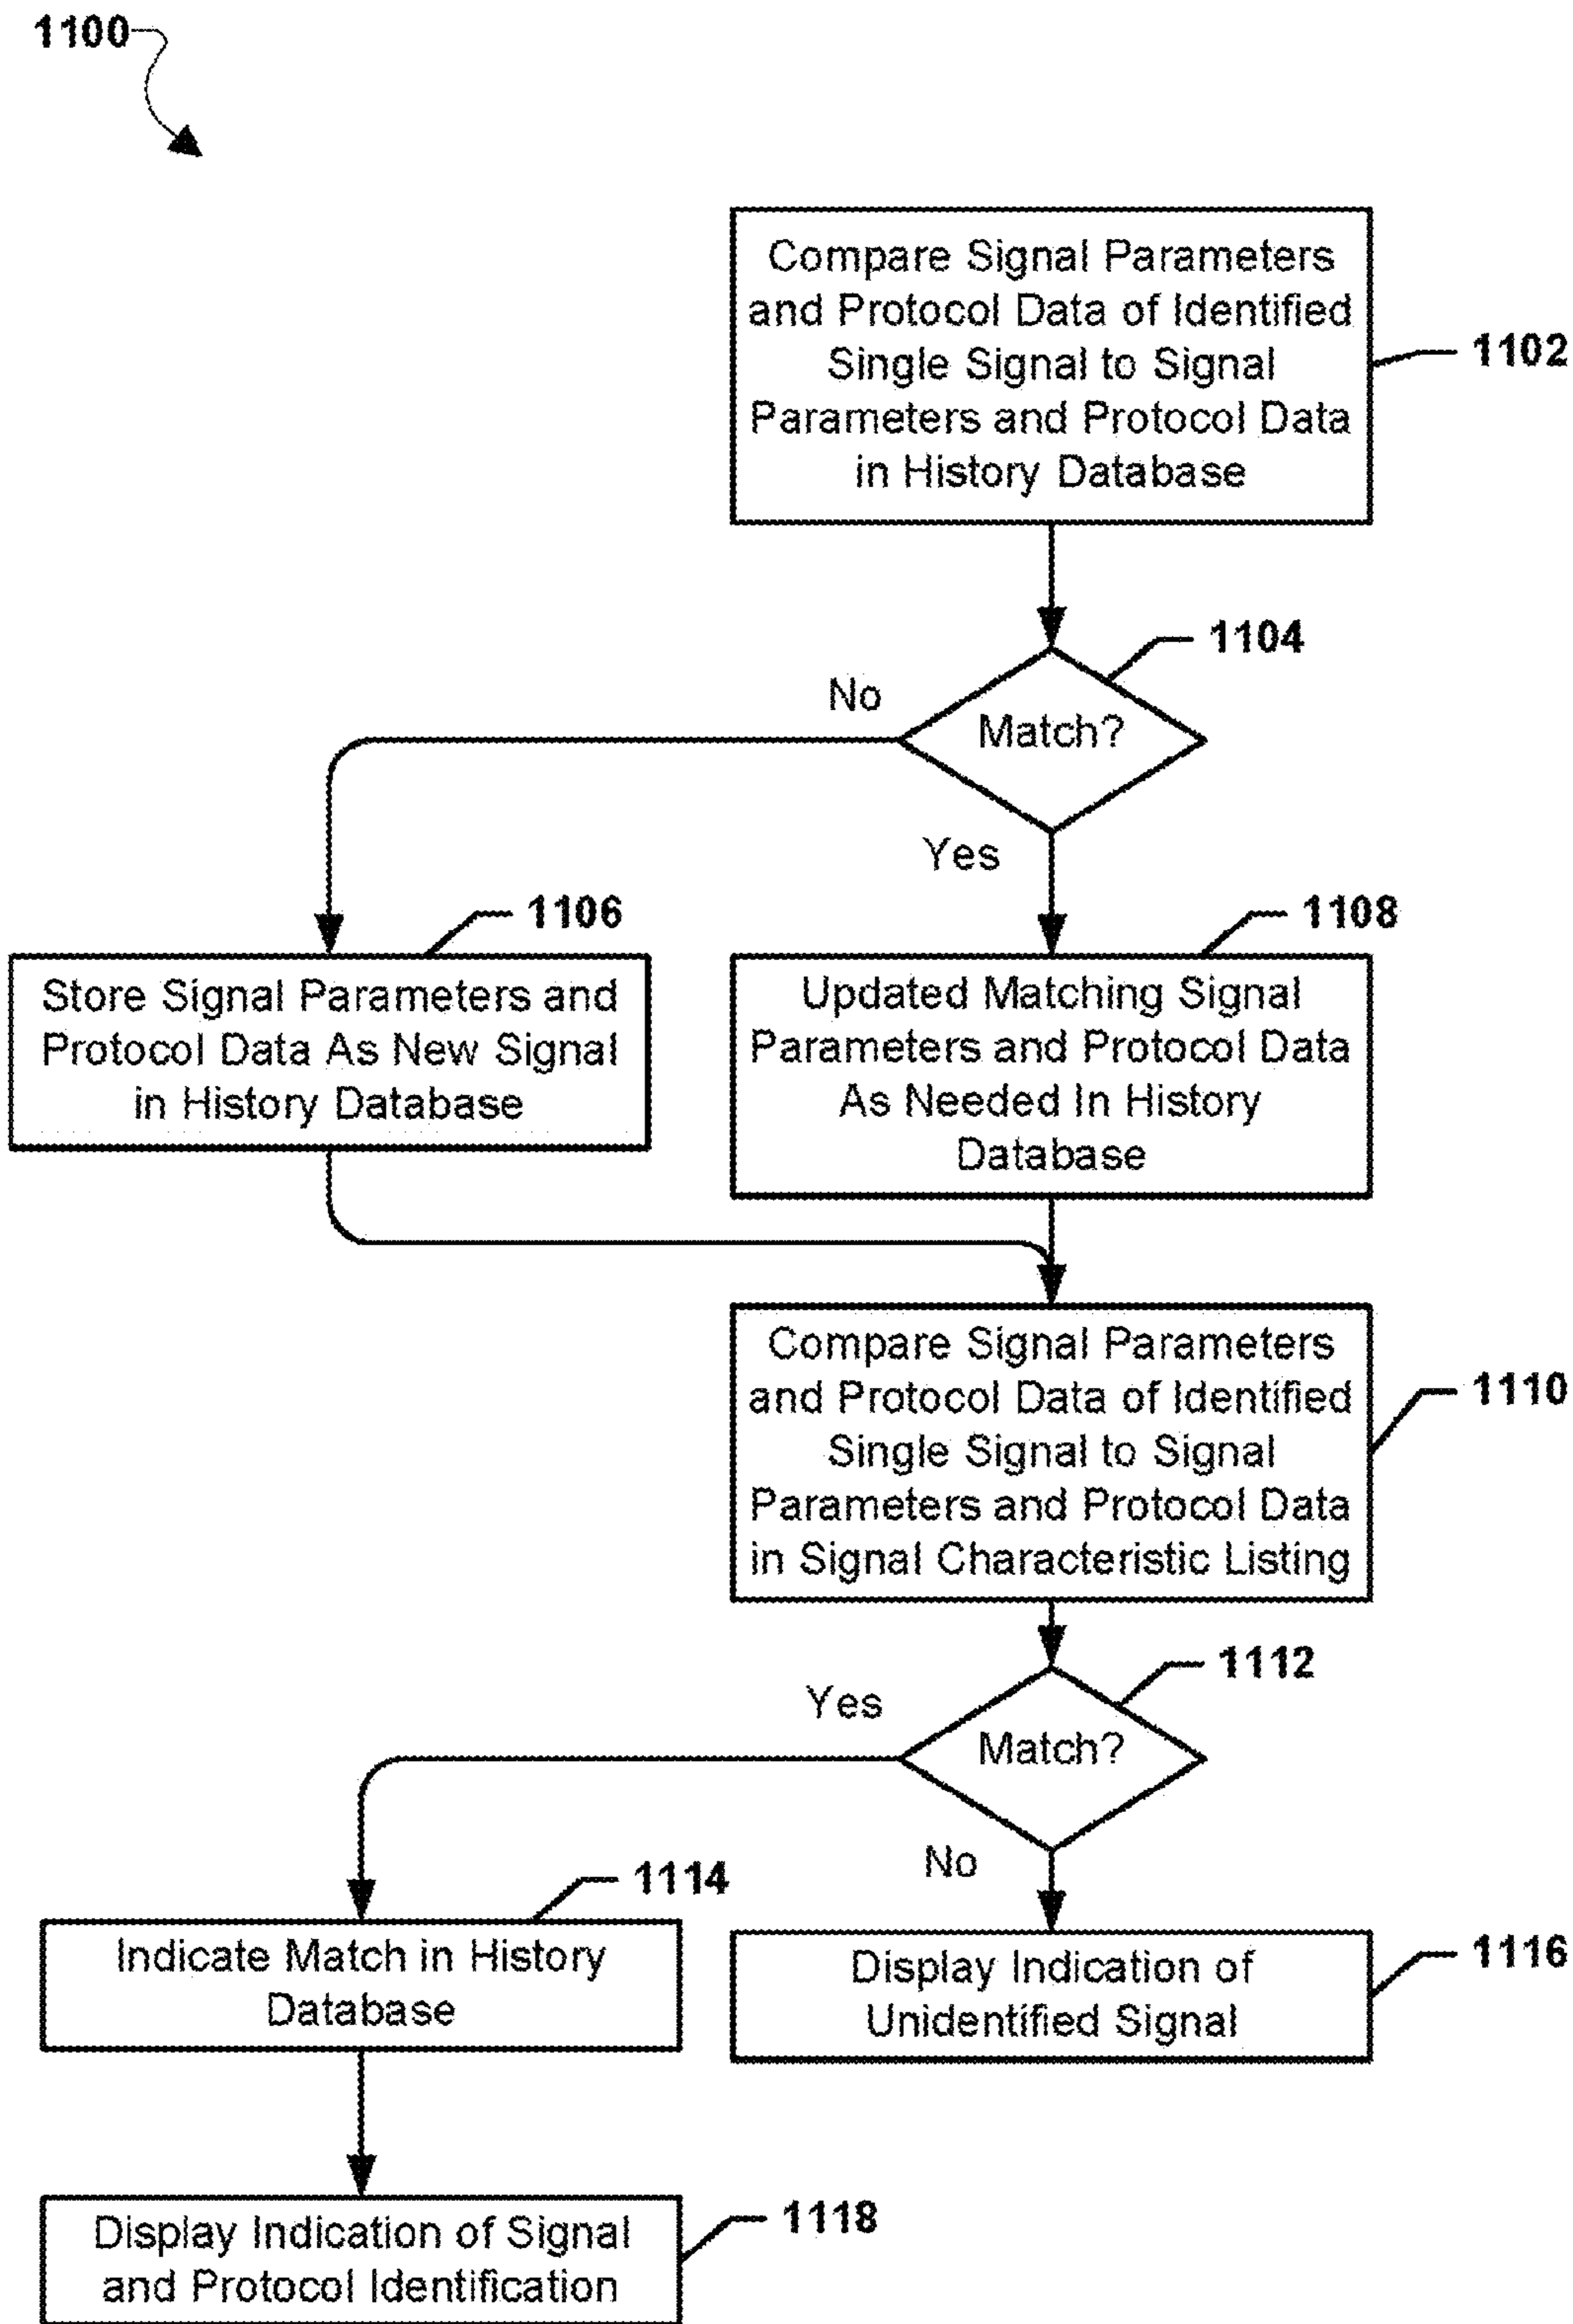 1100
Compare Signal Parameters
and Protocol Data of Identified
Single Signal to Signal
Parameters and Protocol Data
in History Database
1102
1104
No
Match?
Yes
1106
1108
Store Signal Parameters and
Protocol Data As New Signal
in History Database
Updated Matching Signal
Parameters and Protocol Data
As Needed In History
Database
Compare Signal Parameters
and Protocol Data of Identified
Single Signal to Signal
Parameters and Protocol Data
in Signal Characteristic Listing
1110
1112
Yes
Match?
No
1114
Indicate Match in History
Database
Display Indication of
Unidentified Signal
1116
Display Indication of Signal
and Protocol Identification
1118